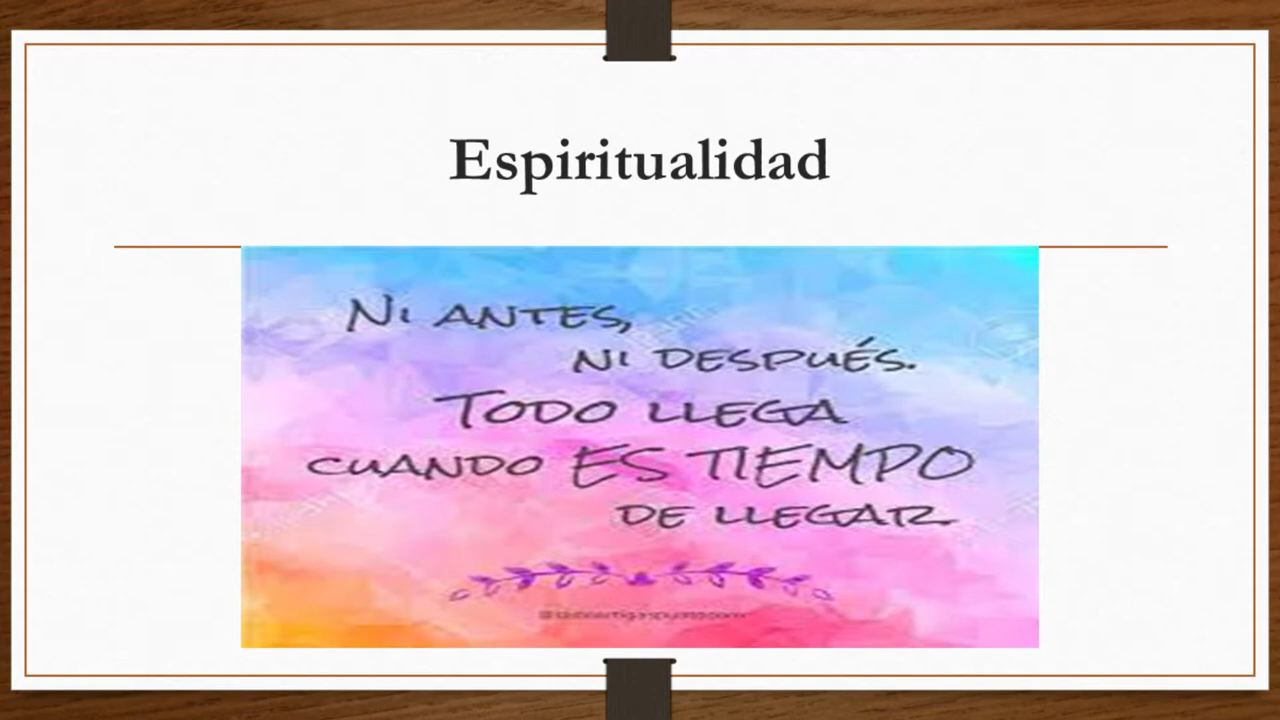 Espiritualidad
Ni ANTES,
Ni DESPUÉS.
TODO LLEGA
CUANDO ES TIEMPO
DE LLEGAR.